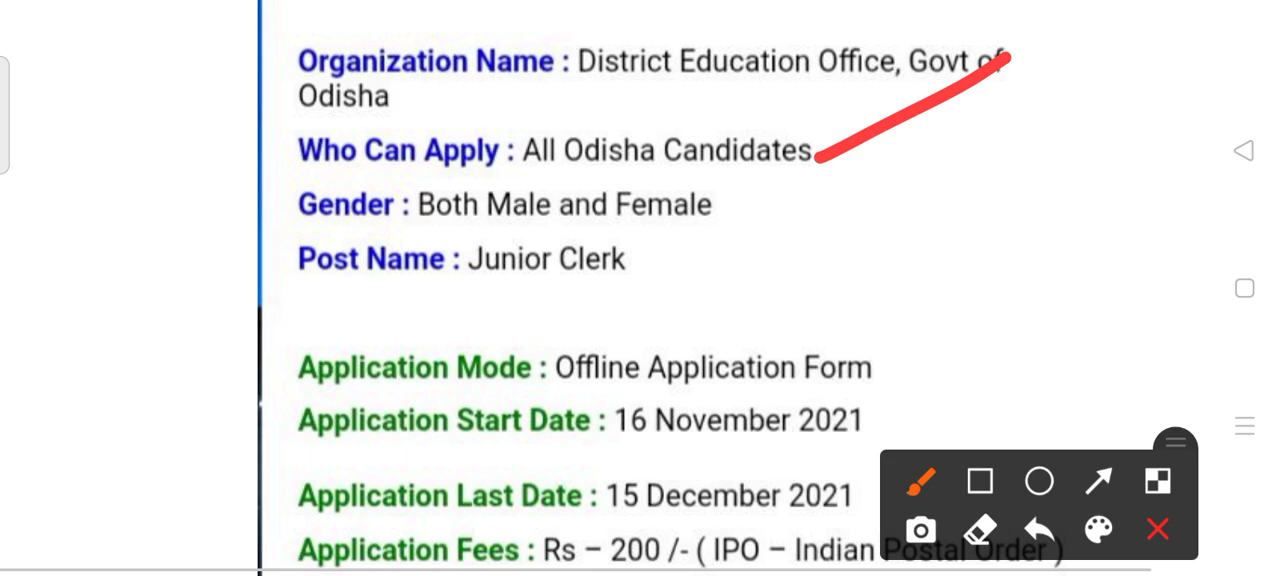 Organization Name : District Education Office, Govt of
Odisha
Who Can Apply : All Odisha Candidates
Gender : Both Male and Female
Post Name : Junior Clerk
Application Mode : Offline Application Form
Application Start Date : 16 November 2021
Application Last Date : 15 December 2021
Application Fees : Rs – 200 /- ( IPO – Indian Postal Order )